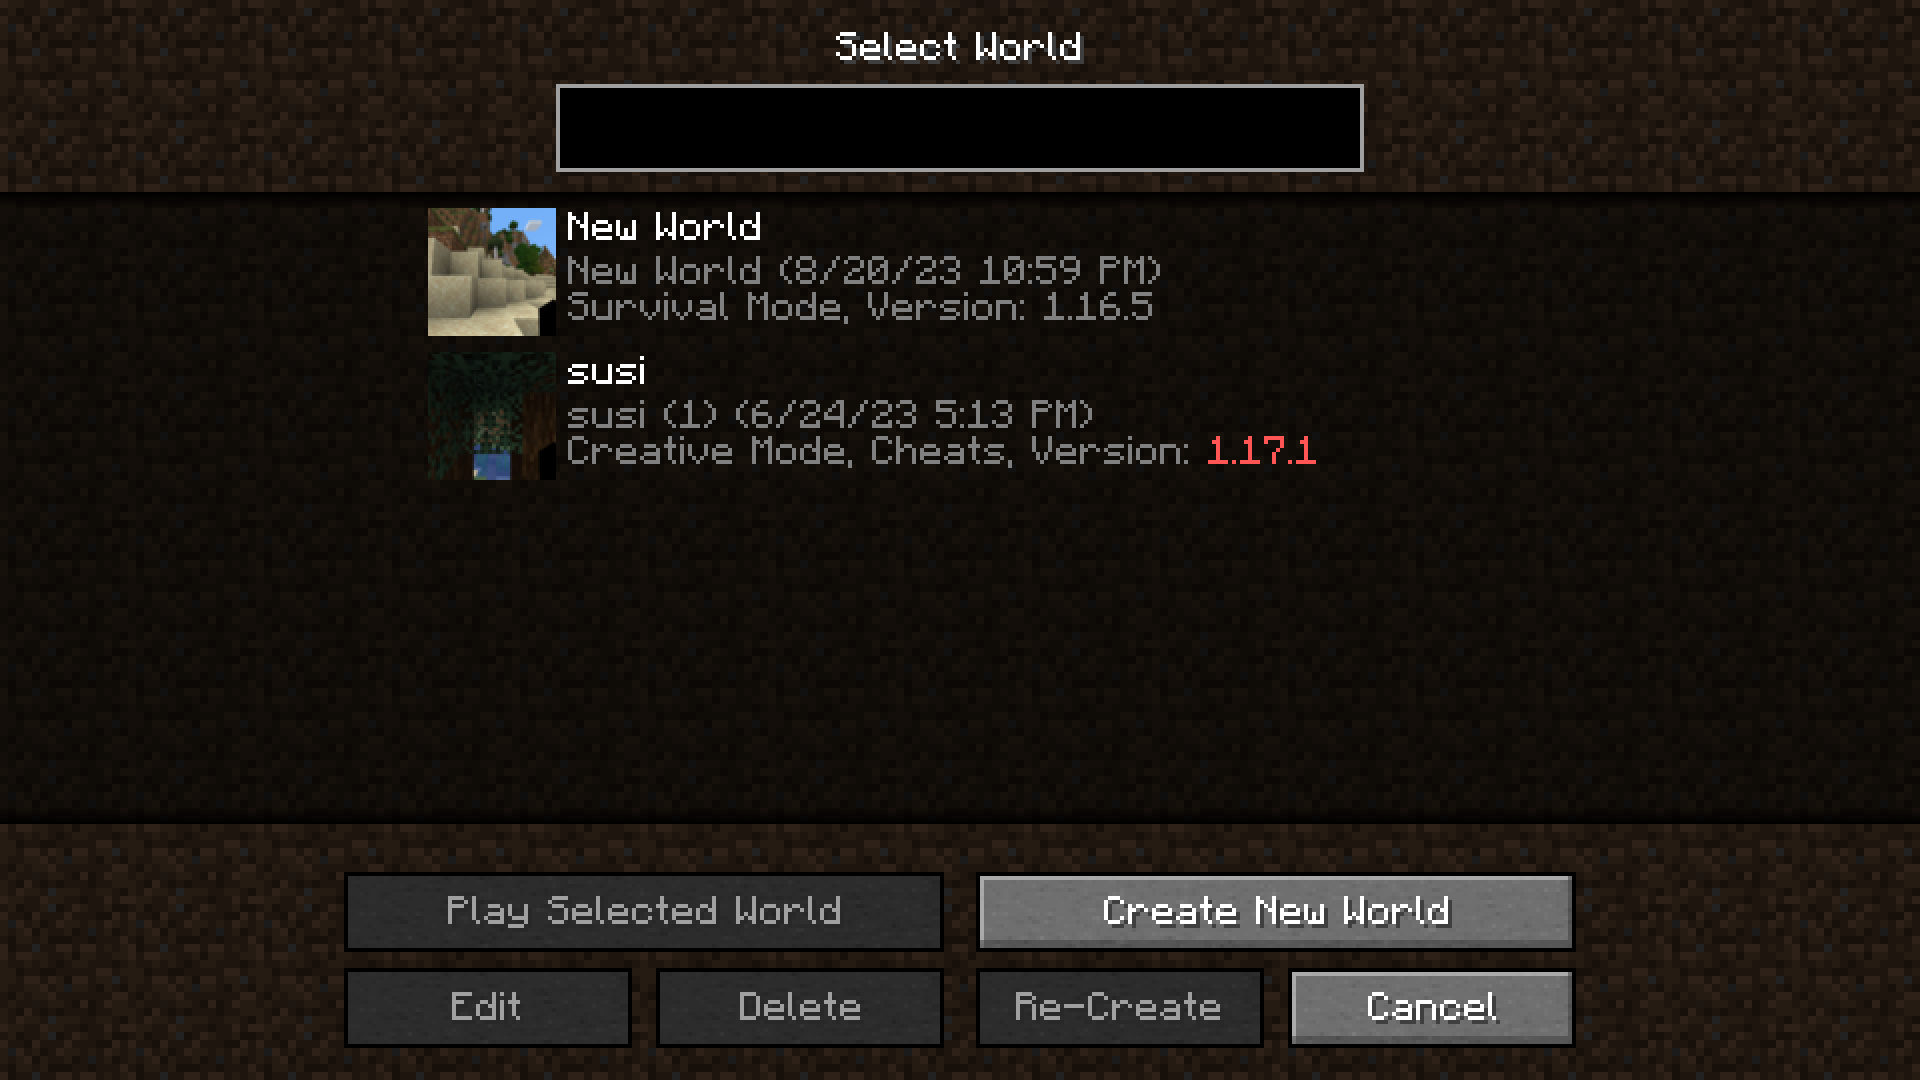 Select World
New World
New World (8/20/23 10:59 PM)
Survival Mode, Version: 1.16.5
susi
susi (1) (6/24/23 5:13 PM)
Creative Mode, Cheats, Version: 1.17.1
Play Selected World
Create New World
Edit
Delete
Re-Create
Cancel